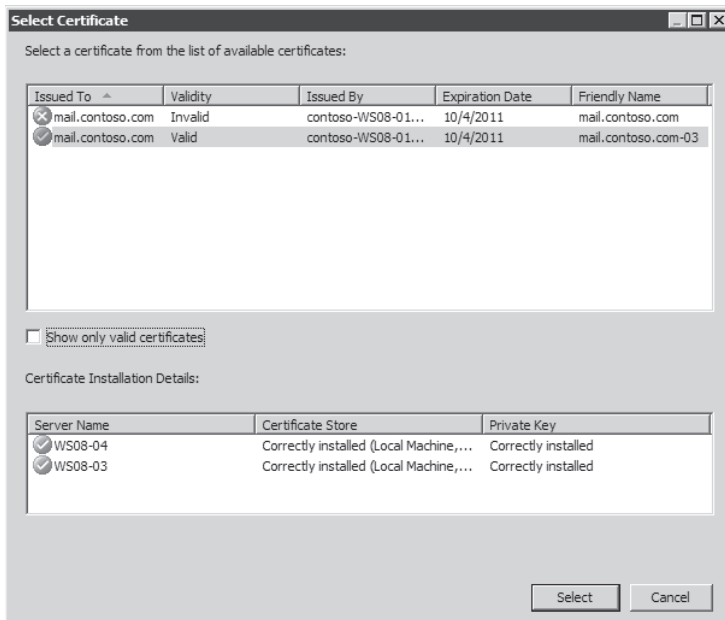 Select Certificate
Select a certificate from the list of available certificates:
Issued To Validity Issued By Expiration Date Friendly Name
mail.contoso.com Invalid contoso-WS08-01... 10/4/2011 mail.contoso.com
mail.contoso.com Valid contoso-WS08-01... 10/4/2011 mail.contoso.com-03
Show only valid certificates
Certificate Installation Details:
Server Name Certificate Store Private Key
WS08-04 Correctly installed (Local Machine,... Correctly installed
WS08-03 Correctly installed (Local Machine,... Correctly installed
Select Cancel